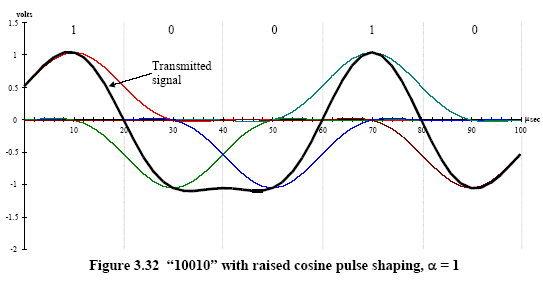 volts
1 0 0 1 0
1.5
1
0.5
0
-0.5
-1
-1.5
-2
Transmitted
signal
10 20 30 40 50 60 70 80 90 100
μsec
Figure 3.32 “10010” with raised cosine pulse shaping, α = 1